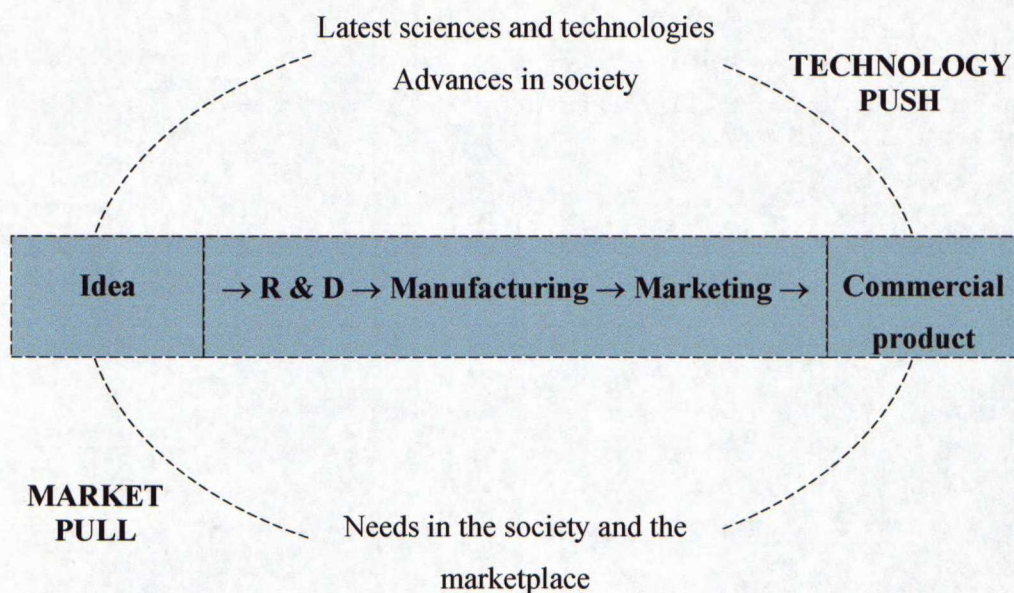 Latest sciences and technologies
Advances in society
TECHNOLOGY
PUSH
Idea
→ R & D → Manufacturing → Marketing →
Commercial
product
MARKET
PULL
Needs in the society and the
marketplace